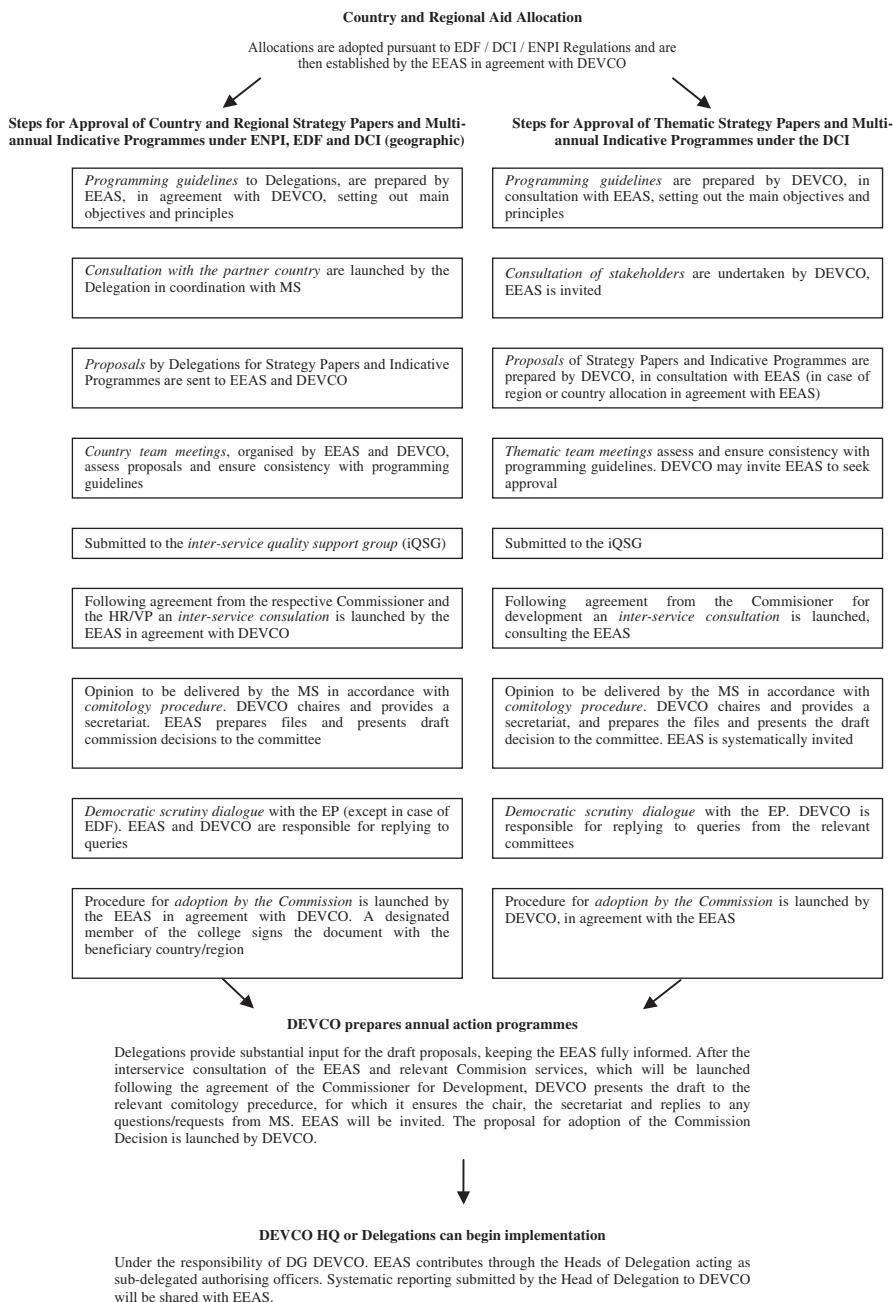 Country and Regional Aid Allocation
Allocations are adopted pursuant to EDF / DCI / ENPI Regulations and are
then established by the EEAS in agreement with DEVCO
Steps for Approval of Country and Regional Strategy Papers and Multi-
annual Indicative Programmes under ENPI, EDF and DCI (geographic)
Programming guidelines to Delegations, are prepared by
EEAS, in agreement with DEVCO, setting out main
objectives and principles
Consultation with the partner country are launched by the
Delegation in coordination with MS
Proposals by Delegations for Strategy Papers and Indicative
Programmes are sent to EEAS and DEVCO
Country team meetings, organised by EEAS and DEVCO,
assess proposals and ensure consistency with programming
guidelines
Submitted to the inter-service quality support group (iQSG)
Following agreement from the respective Commissioner and
the HR/VP an inter-service consulation is launched by the
EEAS in agreement with DEVCO
Opinion to be delivered by the MS in accordance with
comitology procedure. DEVCO chaires and provides a
secretariat. EEAS prepares files and presents draft
commission decisions to the committee
Democratic scrutiny dialogue with the EP (except in case of
EDF). EEAS and DEVCO are responsible for replying to
queries
Procedure for adoption by the Commission is launched by
the EEAS in agreement with DEVCO. A designated
member of the college signs the document with the
beneficiary country/region
Steps for Approval of Thematic Strategy Papers and Multi-
annual Indicative Programmes under the DCI
Programming guidelines are prepared by DEVCO, in
consultation with EEAS, setting out the main objectives and
principles
Consultation of stakeholders are undertaken by DEVCO,
EEAS is invited
Proposals of Strategy Papers and Indicative Programmes are
prepared by DEVCO, in consultation with EEAS (in case of
region or country allocation in agreement with EEAS)
Thematic team meetings assess and ensure consistency with
programming guidelines. DEVCO may invite EEAS to seek
approval
Submitted to the iQSG
Following agreement from the Commisioner for
development an inter-service consultation is launched,
consulting the EEAS
Opinion to be delivered by the MS in accordance with
comitology procedure. DEVCO chaires and provides a
secretariat, and prepares the files and presents the draft
decision to the committee. EEAS is systematically invited
Democratic scrutiny dialogue with the EP. DEVCO is
responsible for replying to queries from the relevant
committees
Procedure for adoption by the Commission is launched by
DEVCO, in agreement with the EEAS
DEVCO prepares annual action programmes
Delegations provide substantial input for the draft proposals, keeping the EEAS fully informed. After the
interservice consultation of the EEAS and relevant Commision services, which will be launched
following the agreement of the Commissioner for Development, DEVCO presents the draft to the
relevant comitology precedurce, for which it ensures the chair, the secretariat and replies to any
questions/requests from MS. EEAS will be invited. The proposal for adoption of the Commission
Decision is launched by DEVCO.
DEVCO HQ or Delegations can begin implementation
Under the responsibility of DG DEVCO. EEAS contributes through the Heads of Delegation acting as
sub-delegated authorising officers. Systematic reporting submitted by the Head of Delegation to DEVCO
will be shared with EEAS.